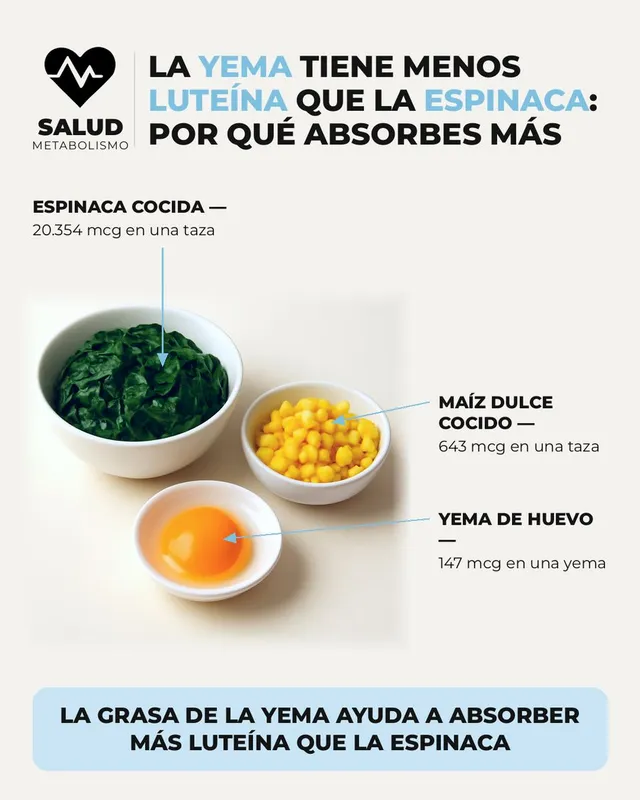 SALUD
METABOLISMO
LA YEMA TIENE MENOS
LUTEÍNA QUE LA ESPINACA:
POR QUÉ ABSORBES MÁS
ESPINACA COCIDA —
20.354 mcg en una taza
MAÍZ DULCE
COCIDO —
643 mcg en una taza
YEMA DE HUEVO
—
147 mcg en una yema
LA GRASA DE LA YEMA AYUDA A ABSORBER
MÁS LUTEÍNA QUE LA ESPINACA